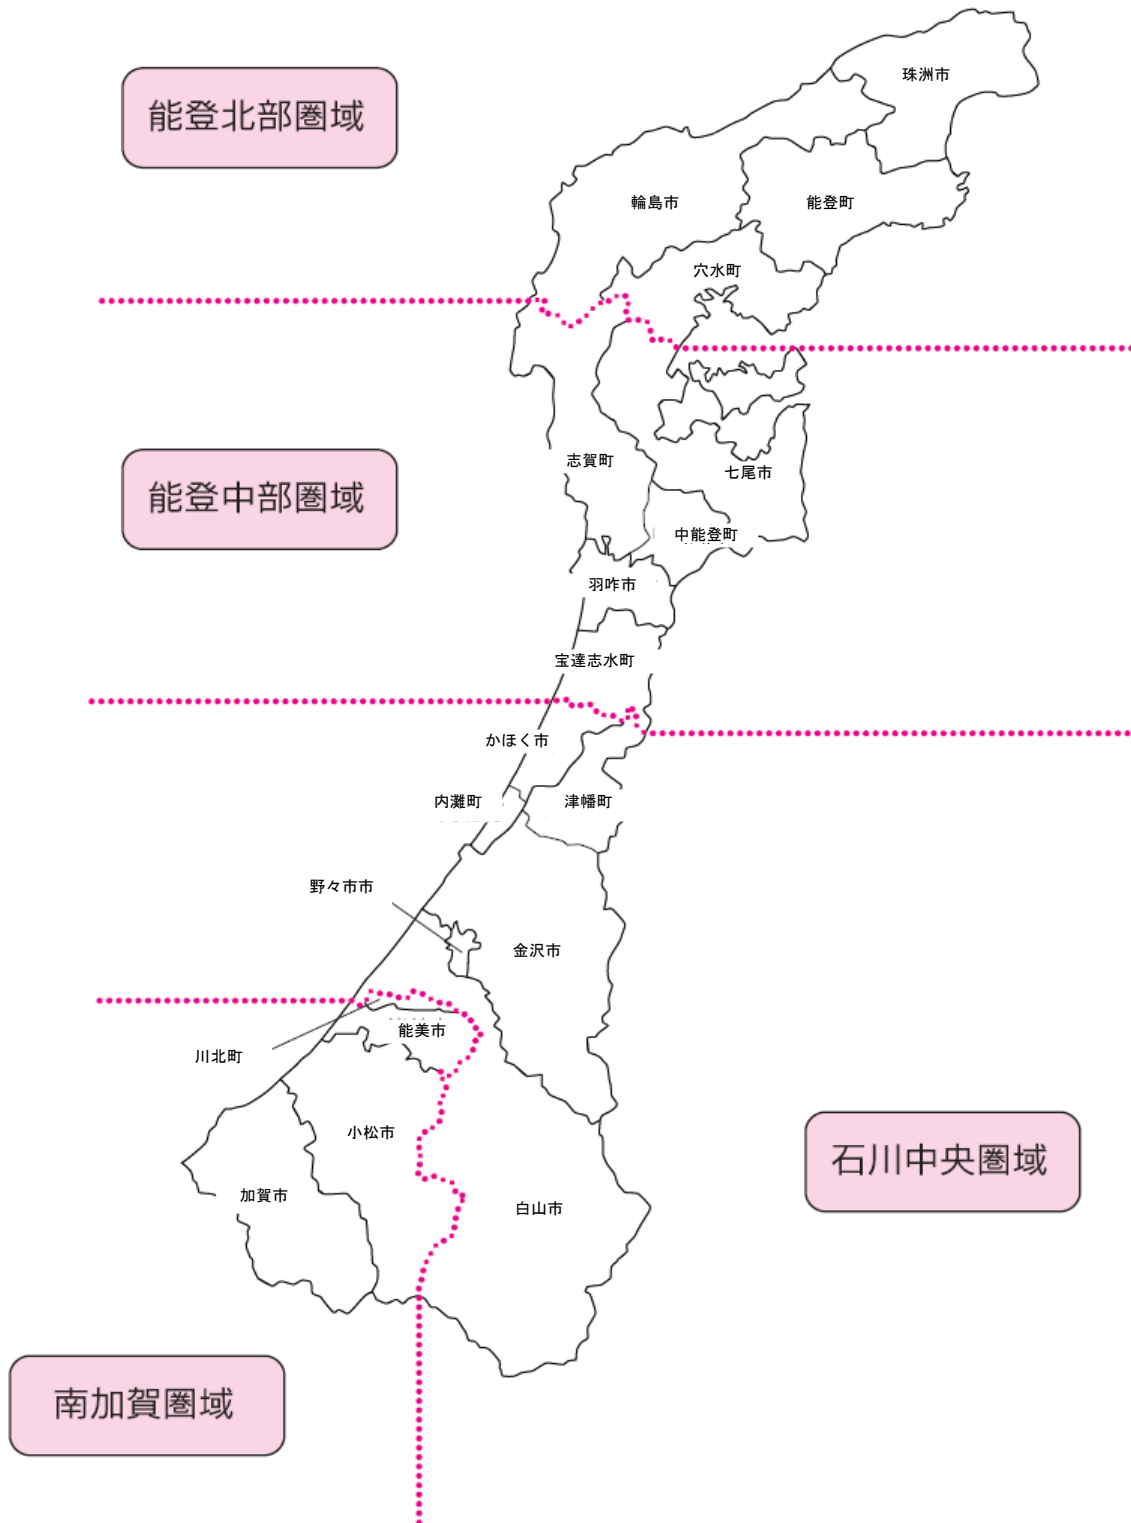 珠洲市
能登北部圏域
輪島市
能登町
穴水町
志賀町
七尾市
能登中部圏域
中能登町
羽咋市
宝達志水町
かほく市
内灘町
津幡町
野々市市
金沢市
能美市
川北町
小松市
石川中央圏域
加賀市
白山市
南加賀圏域